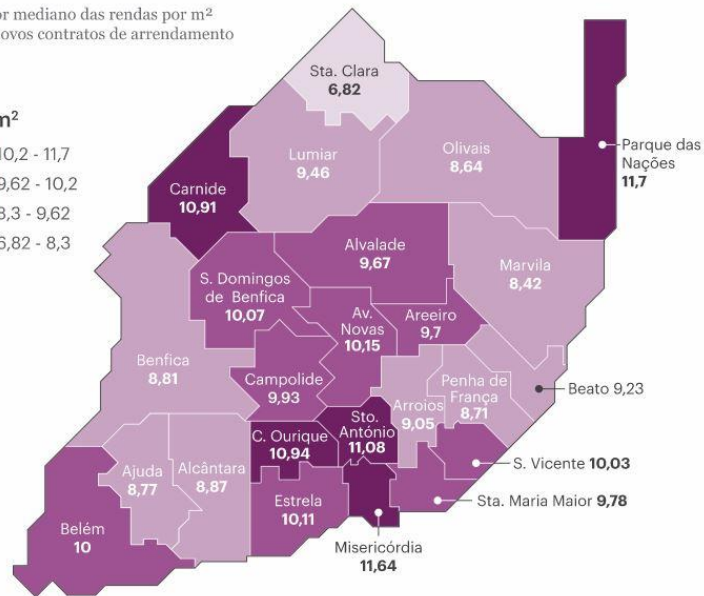 mediano das rendas por m²
contratos de arrendamento
m²
10,2 - 11,7
9,62 - 10,2
8,3 - 9,62
6,82 - 8,3
Sta. Clara
6,82
Lumiar
9,46
Olivais
8,64
Parque das
Nações
11,7
Carnide
10,91
Alvalade
9,67
Marvila
8,42
S. Domingos
de Benfica
10,07
Av.
Novas
10,15
Areeiro
9,7
Benfica
8,81
Campolide
9,93
Arroios
9,05
Penha de
França
8,71
Beato 9,23
Sto.
António
11,08
C. Ourique
10,94
S. Vicente 10,03
Ajuda
8,77
Alcântara
8,87
Estrela
10,11
Sta. Maria Maior 9,78
Belém
10
Misericórdia
11,64